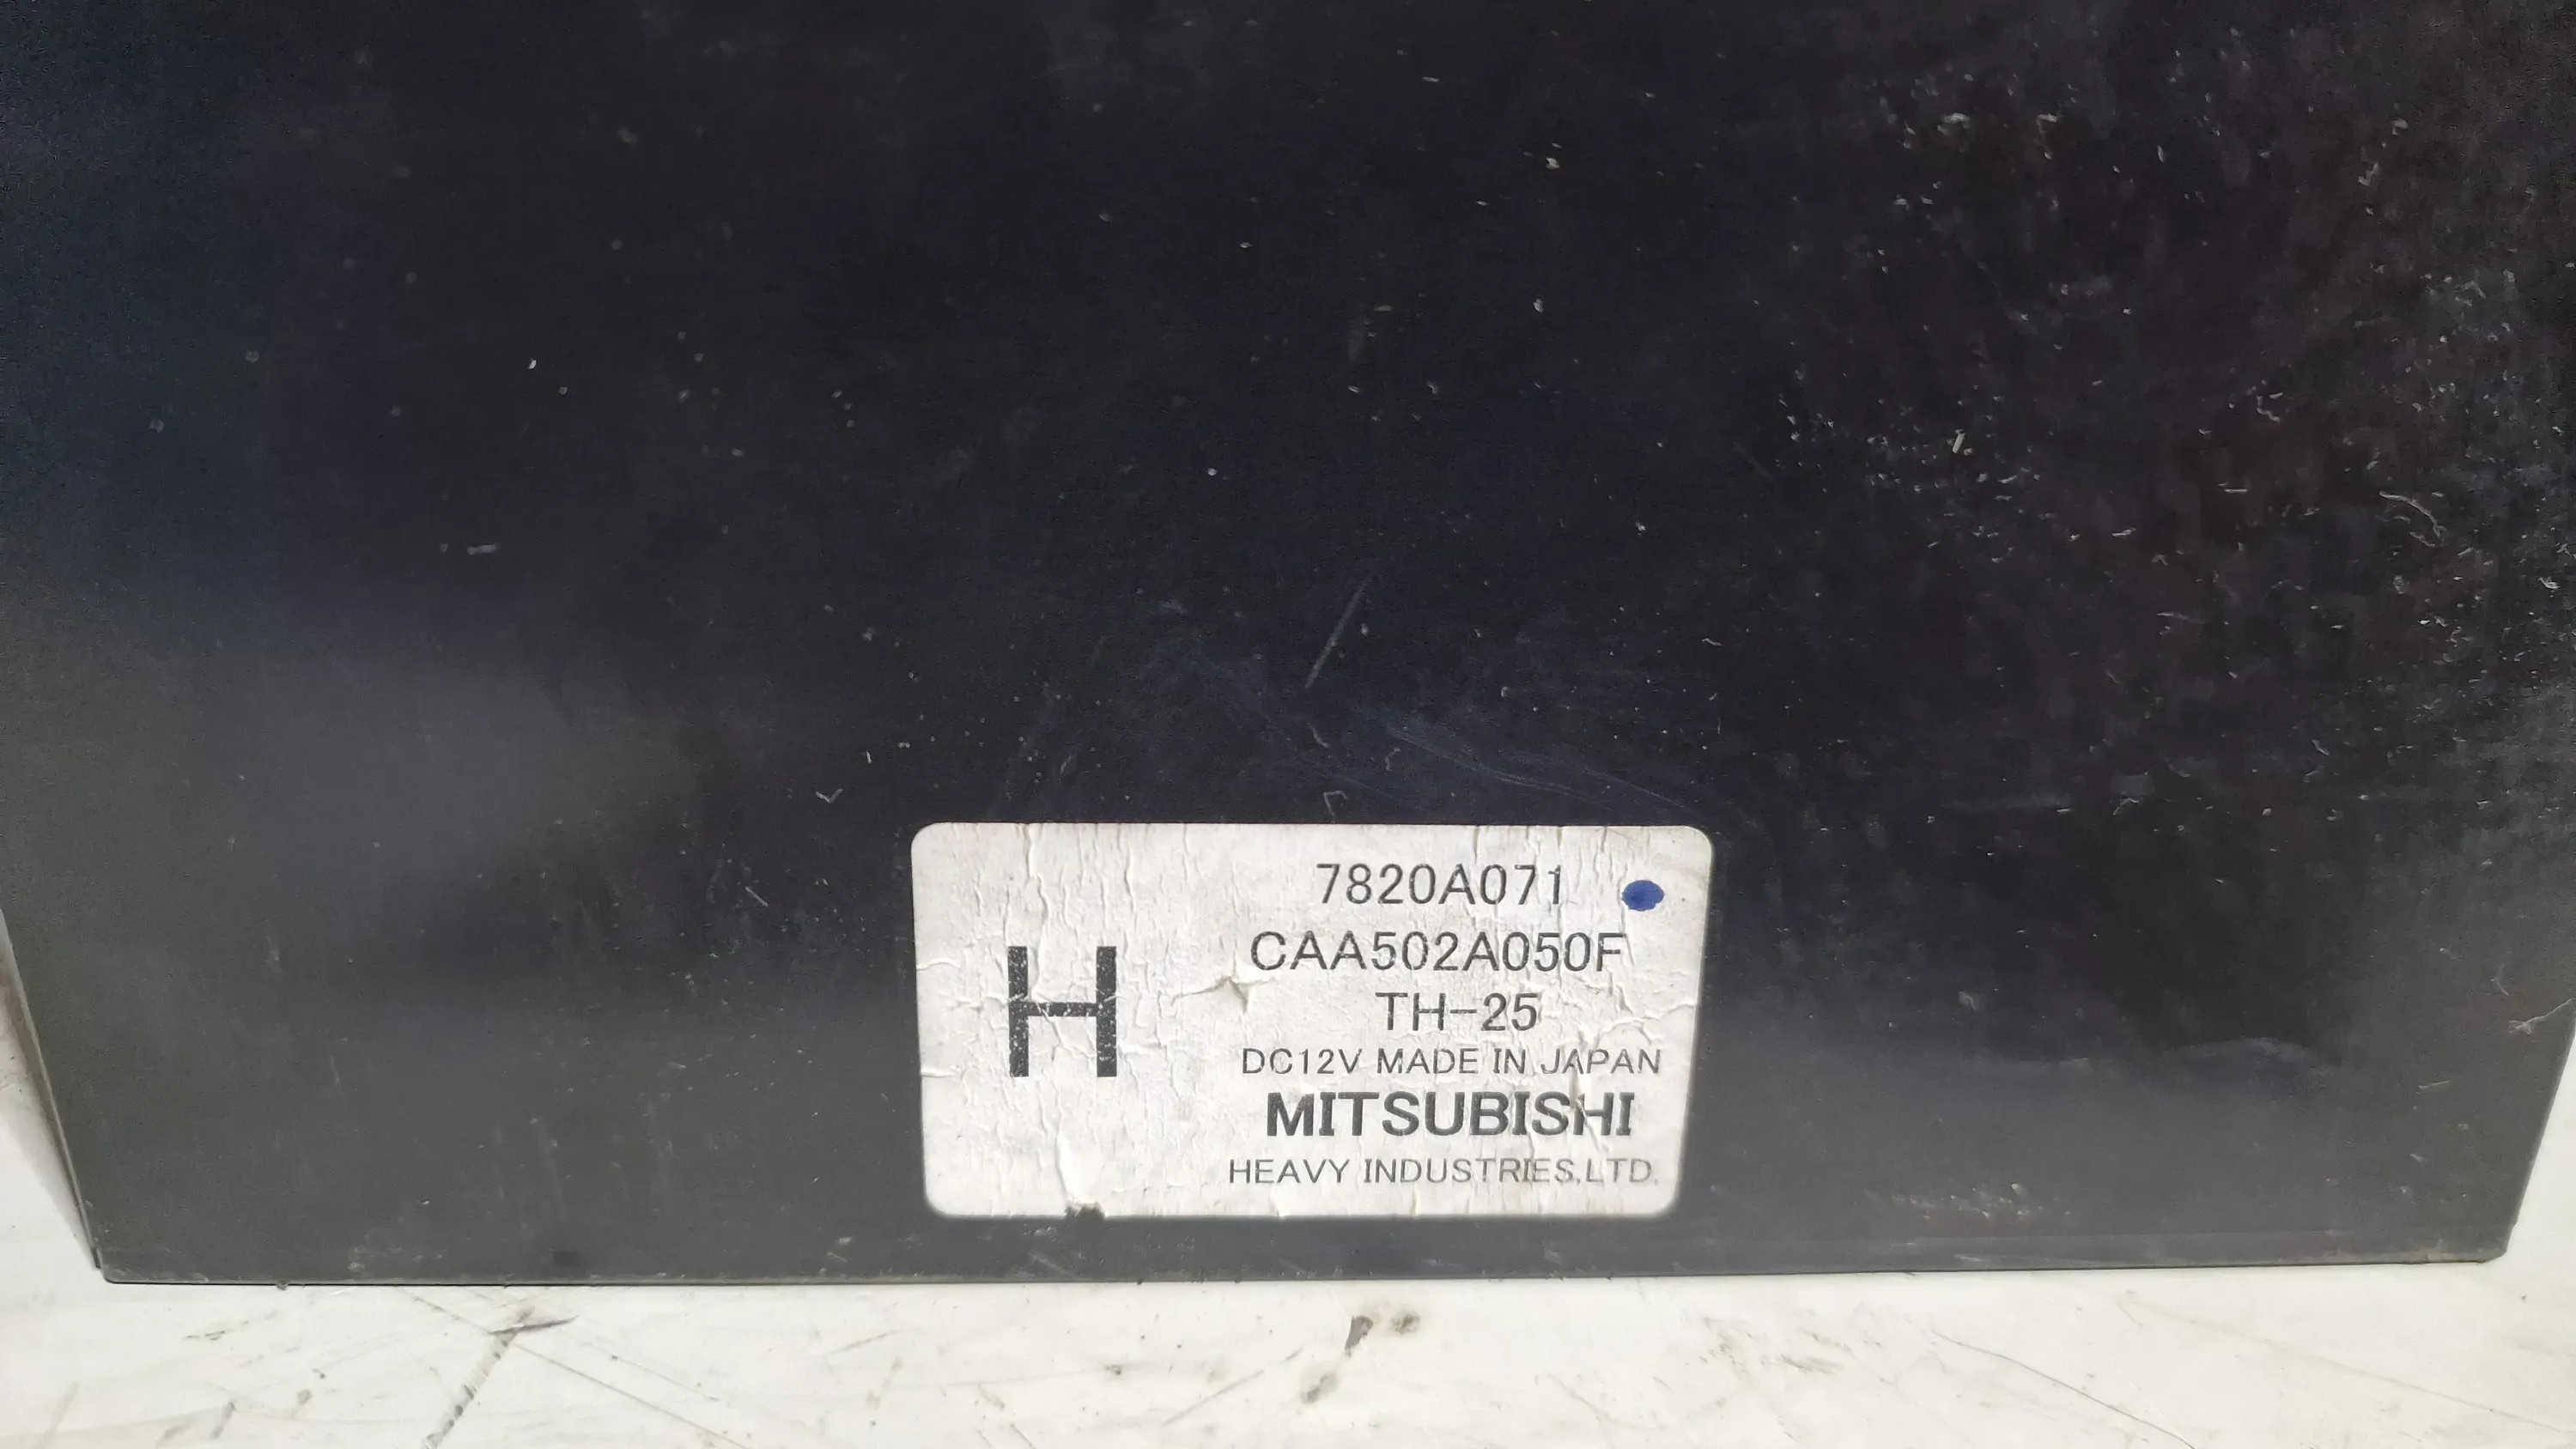 7820A071
CAA502A050F
H
TH-25
DC12V MADE IN JAPAN
MITSUBISHI
HEAVY INDUSTRIES,LTD.